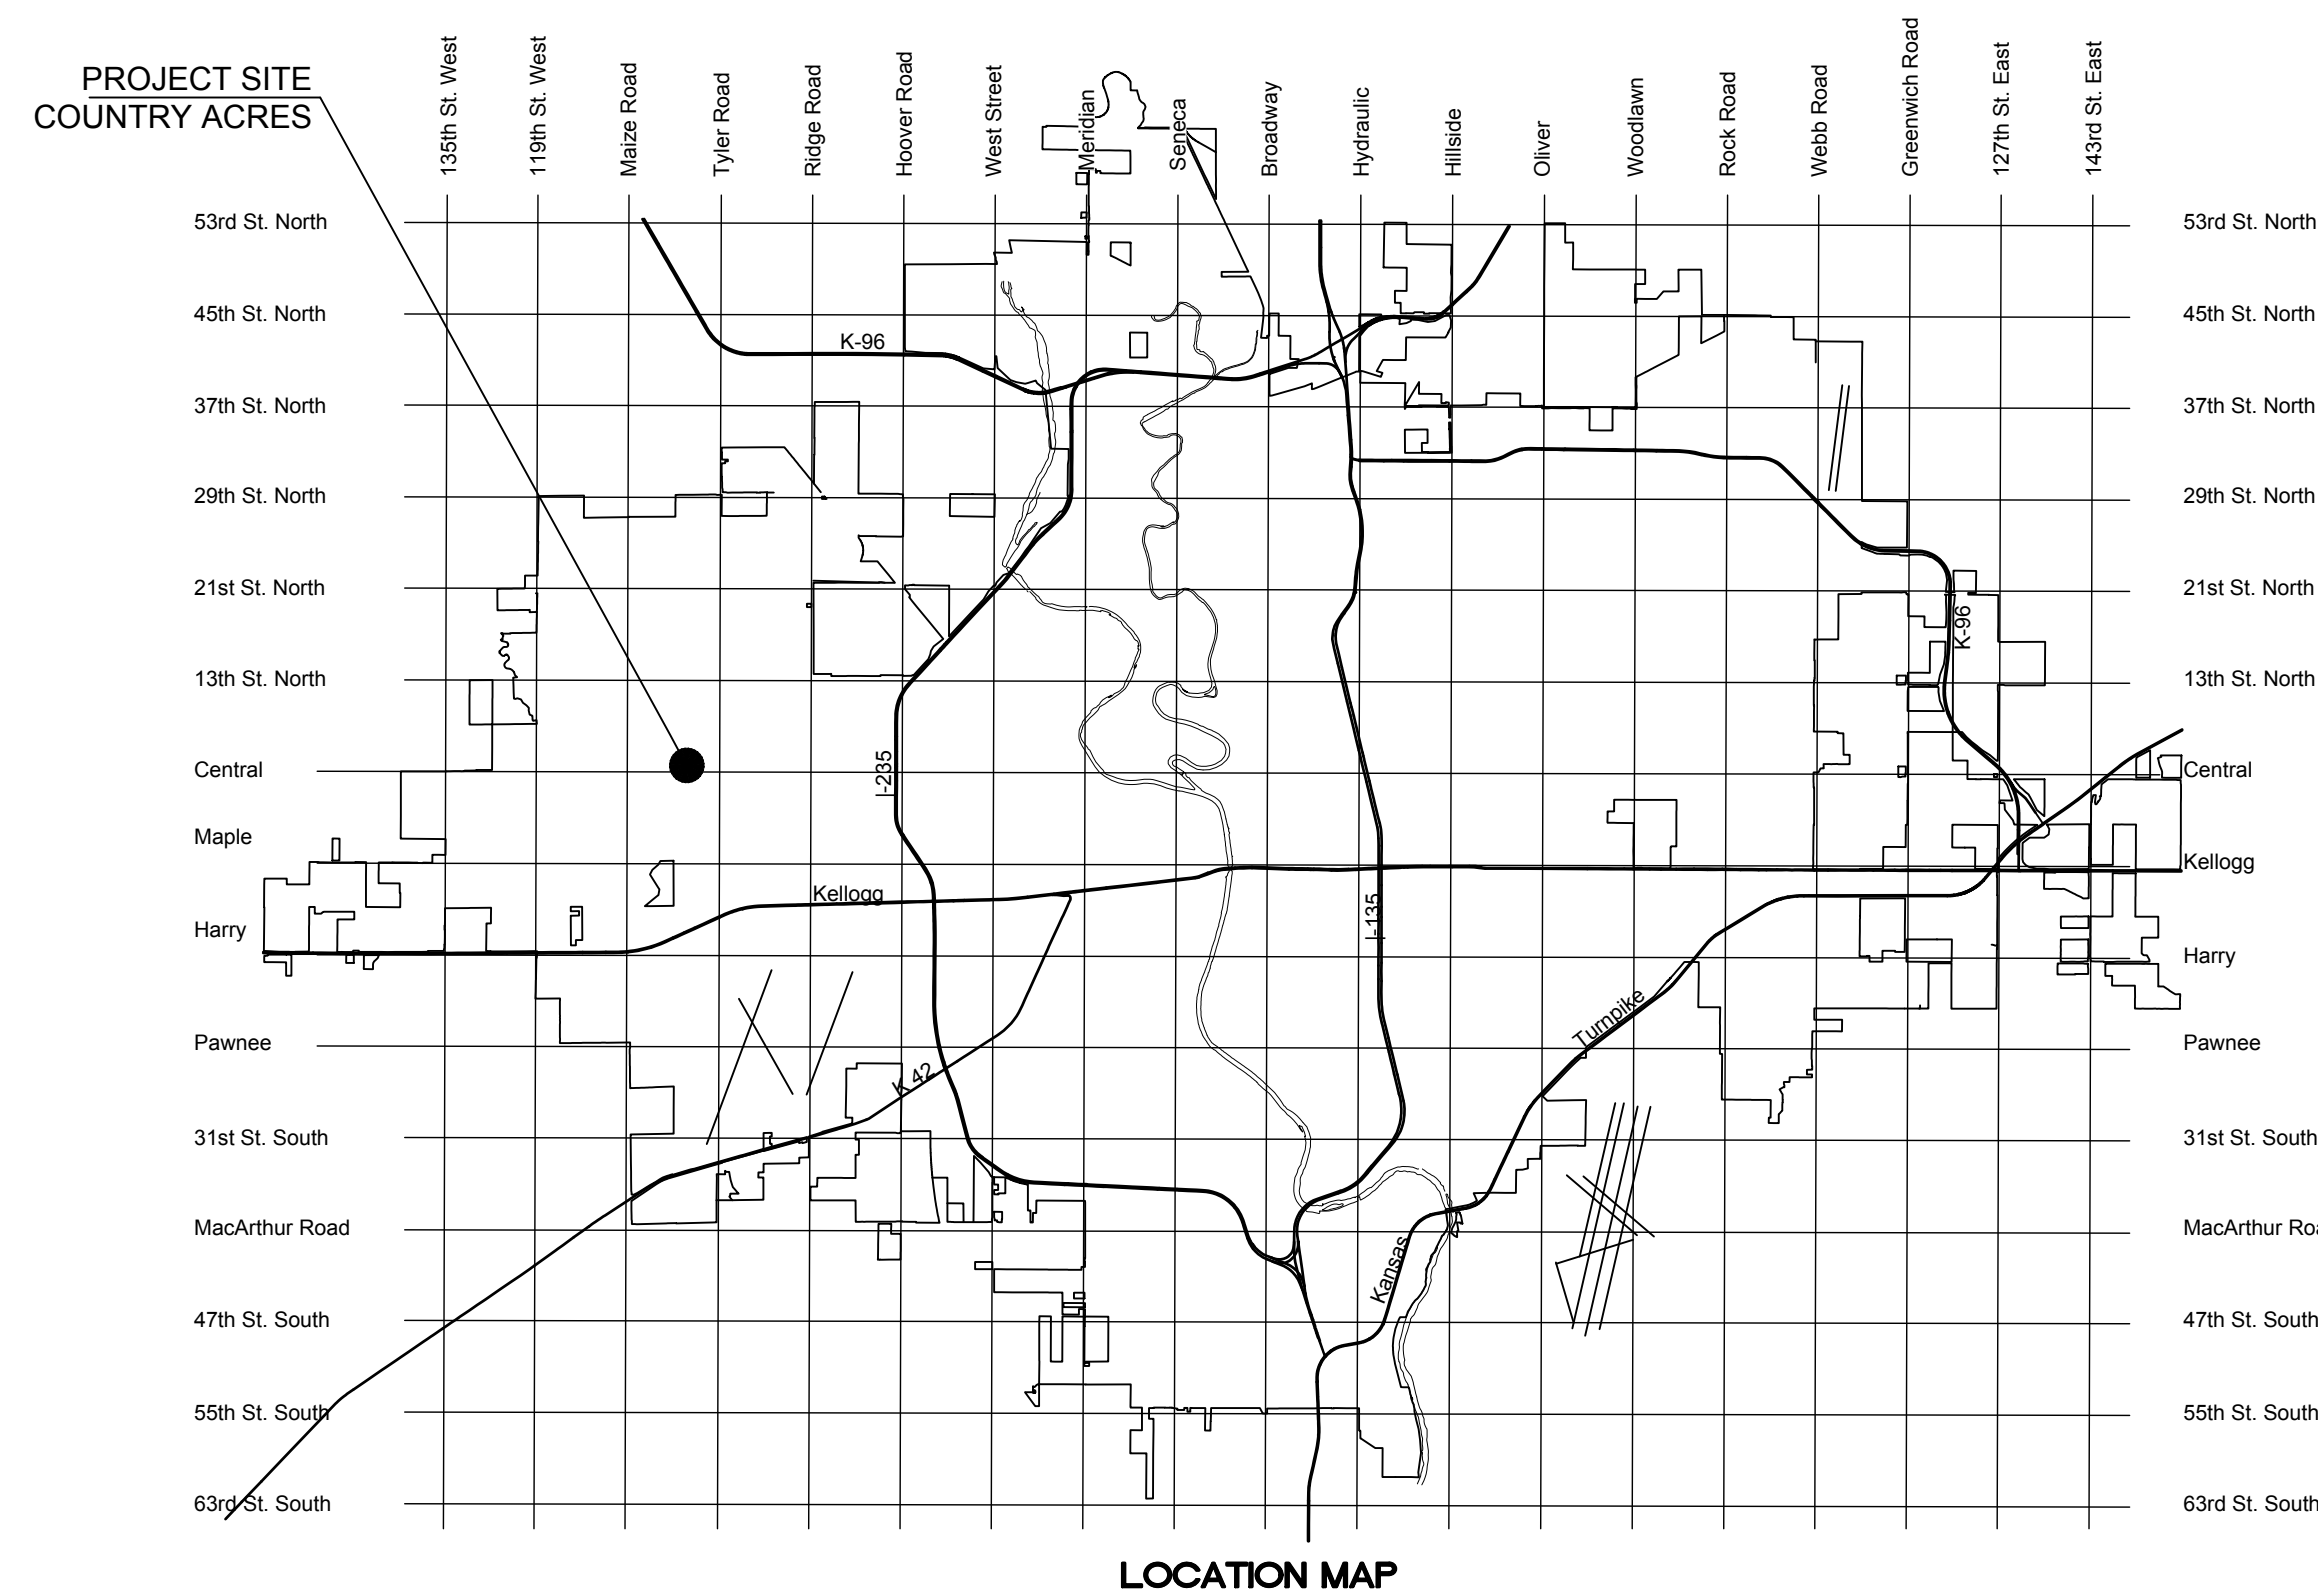 PROJECT SITE
COUNTRY ACRES
135th St. West
119th St. West
Maize Road
Tyler Road
Ridge Road
Hoover Road
West Street
Meridian
Seneca
Broadway
Hydraulic
Hillside
Oliver
Woodlawn
Rock Road
Webb Road
Greenwich Road
127th St. East
143rd St. East
53rd St. North
53rd St. North
45th St. North
45th St. North
K-96
37th St. North
37th St. North
29th St. North
29th St. North
21st St. North
21st St. North
K-96
13th St. North
13th St. North
I-235
Central
Central
Maple
Kellogg
Kellogg
I-135
Harry
Harry
Turnpike
Pawnee
Pawnee
K 42
31st St. South
31st St. South
MacArthur Road
MacArthur Roa
Kansas
47th St. South
47th St. South
55th St. South
55th St. South
63rd St. South
63rd St. South
LOCATION MAP